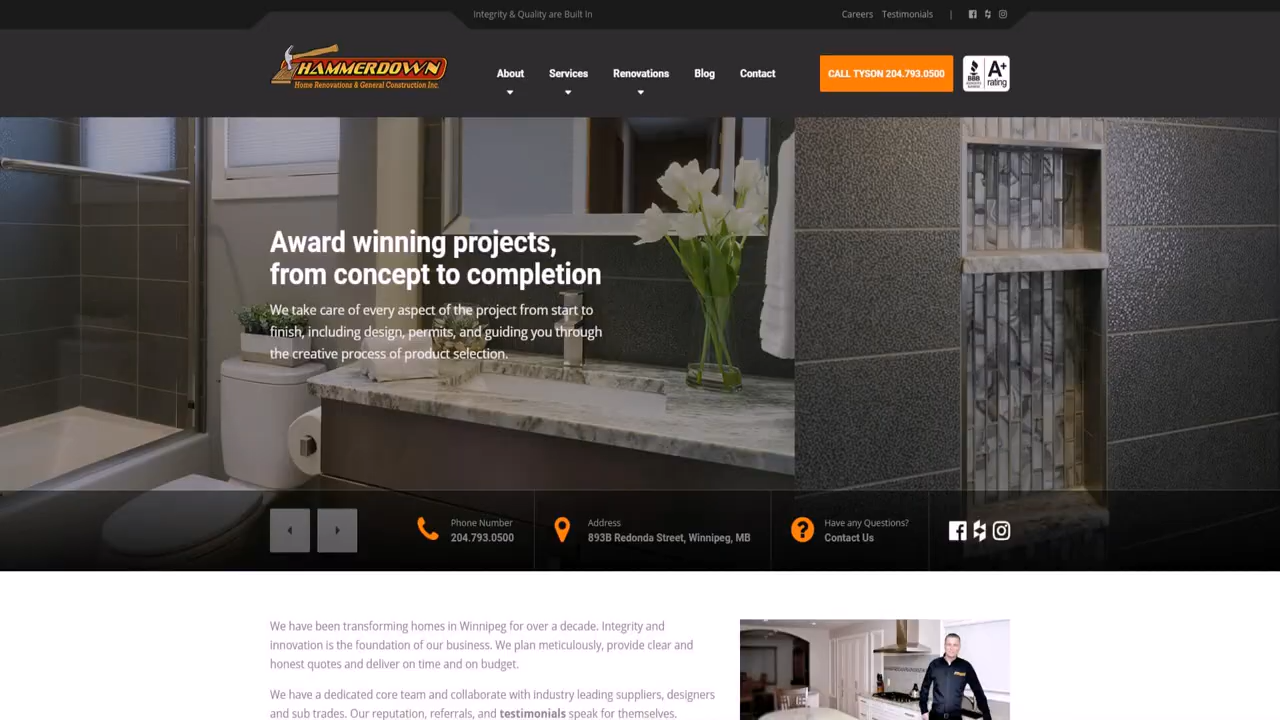 Integrity & Quality are Built In
Careers Testimonials |
HAMMERDOWN
Home Renovations & General Construction Inc.
About Services Renovations Blog Contact
CALL TYSON 204.793.0500
BBB
A+
rating
Award winning projects,
from concept to completion
We take care of every aspect of the project from start to
finish, including design, permits, and guiding you through
the creative process of product selection.
Phone Number
204.793.0500
Address
893B Redonda Street, Winnipeg, MB
Have any Questions?
Contact Us
We have been transforming homes in Winnipeg for over a decade. Integrity and
innovation is the foundation of our business. We plan meticulously, provide clear and
honest quotes and deliver on time and on budget.
We have a dedicated core team and collaborate with industry leading suppliers, designers
and sub trades. Our reputation, referrals, and testimonials speak for themselves.